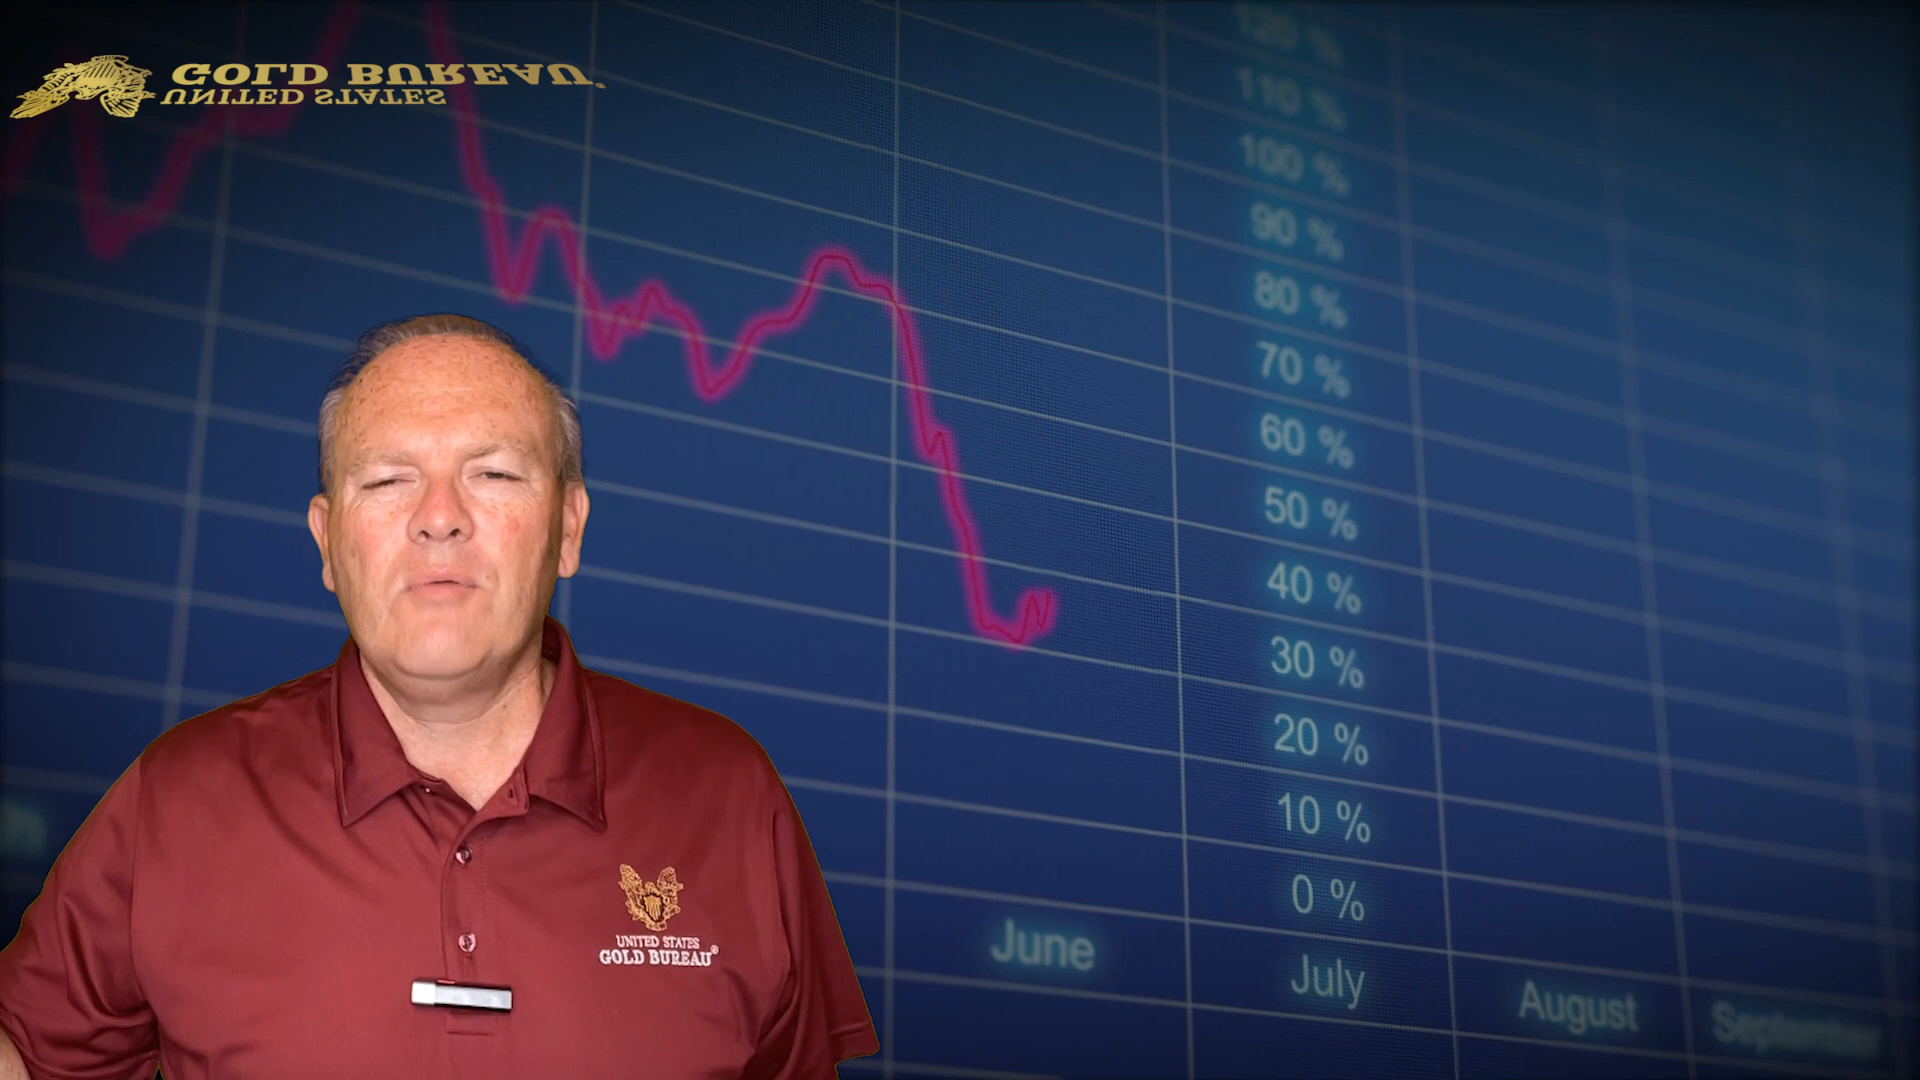 GOLD BUREAU
UNITED STATES
120 %
110 %
100 %
90 %
80 %
70 %
60 %
50 %
40 %
30 %
20 %
10 %
0 %
June
July
August
September
UNITED STATES
GOLD BUREAU®